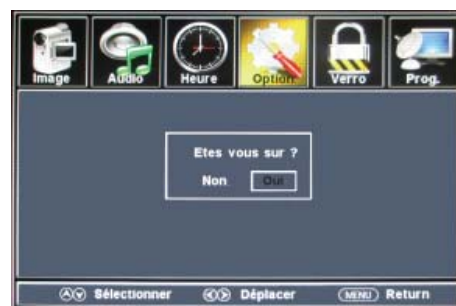 Image Audio Heure Option Verro Prog.
Etes vous sur ?
Non Oui
Sélectionner Déplacer MENU Return